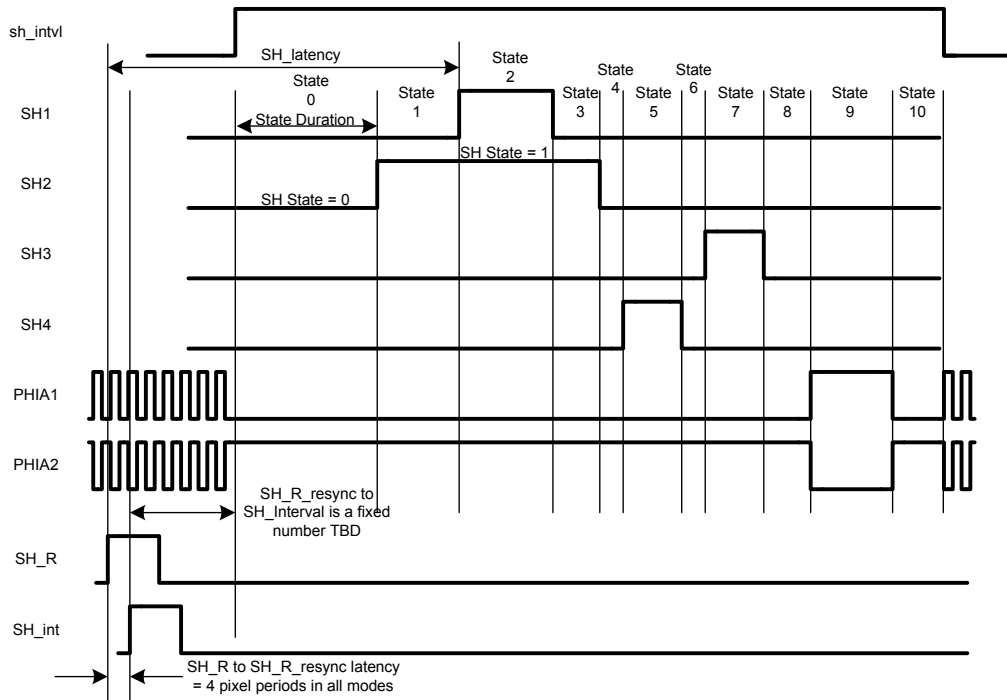 sh_intvl
SH_latency
State
0
State Duration
State
1
State
2
State
3
State
4
State
5
State
6
State
7
State
8
State
9
State
10
SH1
SH State = 1
SH2
SH State = 0
SH3
SH4
PHIA1
PHIA2
SH_R_resync to
SH_Interval is a fixed
number TBD
SH_R
SH_int
SH_R to SH_R_resync latency
= 4 pixel periods in all modes